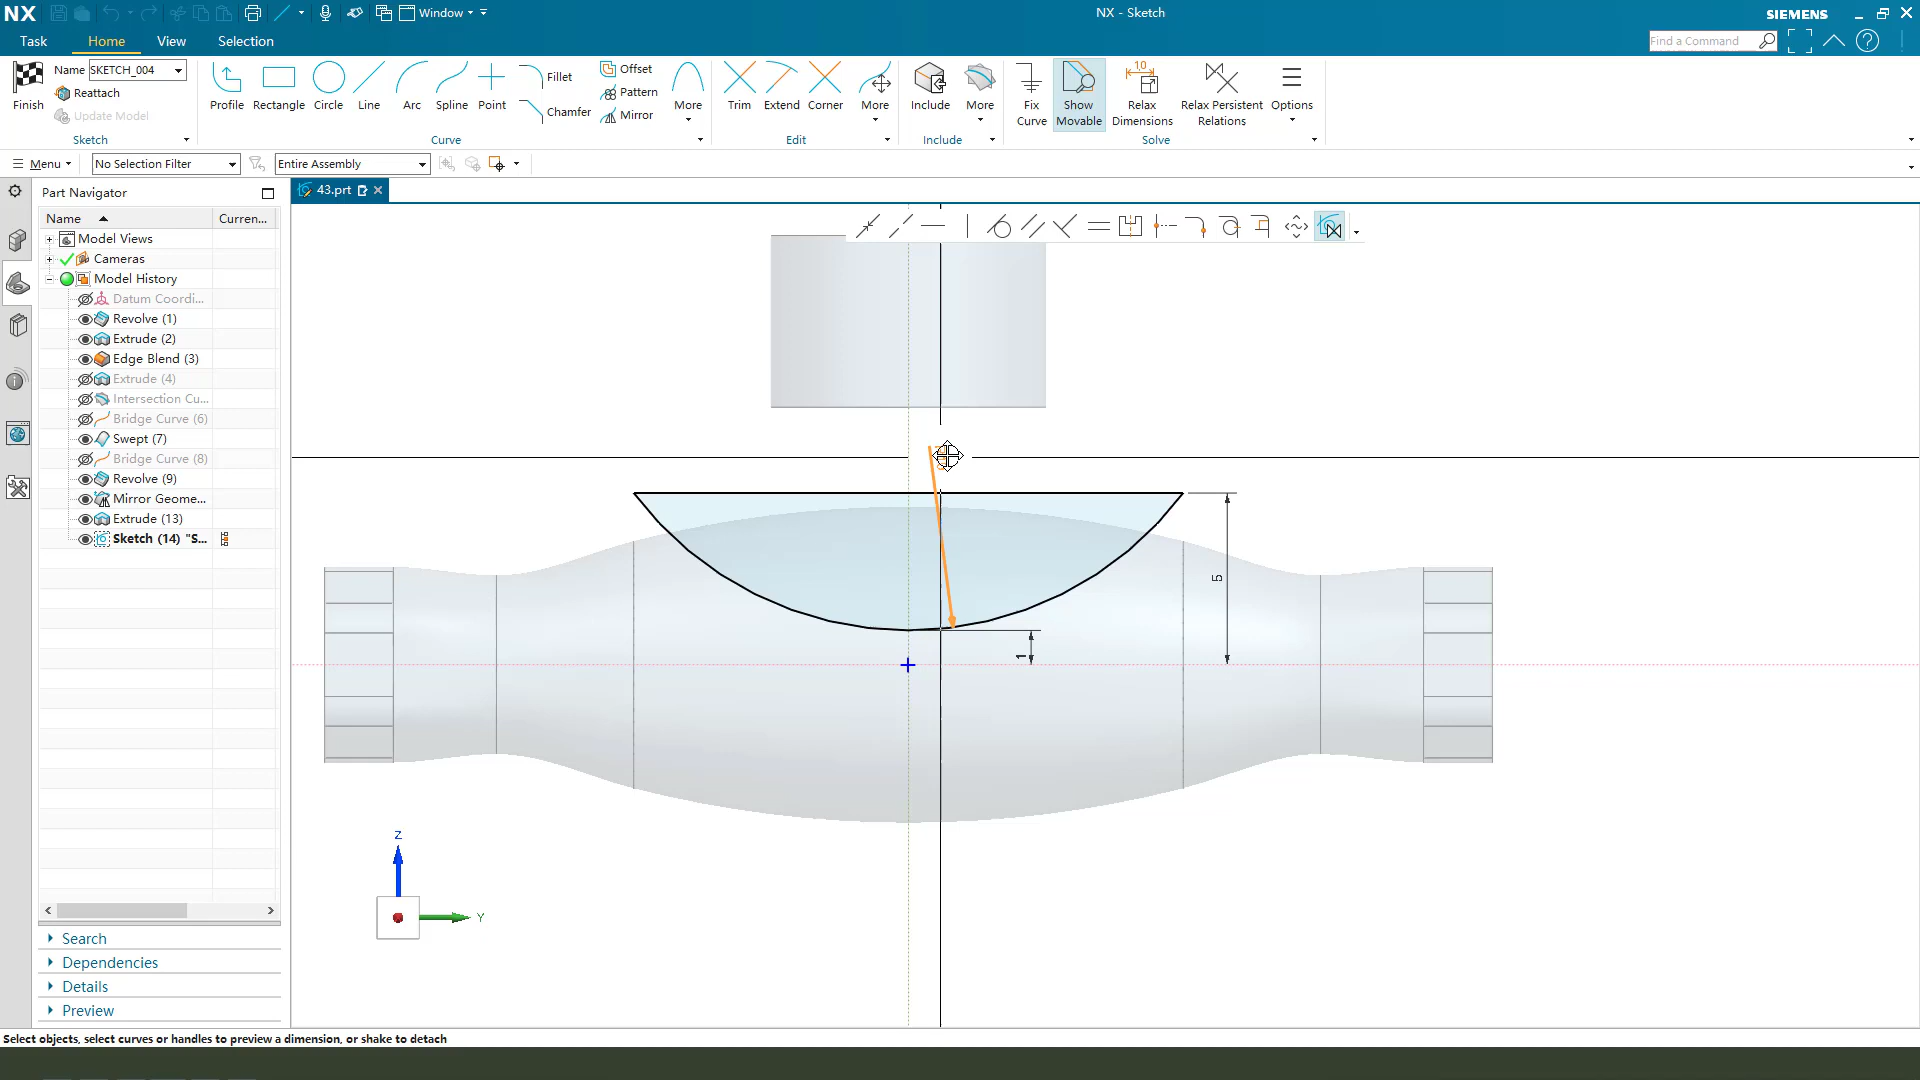 NX
Window
NX - Sketch
SIEMENS
Task
Home
View
Selection
Find a Command
Finish
Name
SKETCH_004
Reattach
Update Model
Sketch
Profile
Rectangle
Circle
Line
Arc
Spline
Point
Fillet
Chamfer
Offset
Pattern
Mirror
More
Curve
Trim
Extend
Corner
More
Edit
Include
More
Include
Fix
Curve
Show
Movable
Relax
Dimensions
Relax Persistent
Relations
Options
Solve
Menu
No Selection Filter
Entire Assembly
Part Navigator
43.prt
Name
Curren...
Model Views
Cameras
Model History
Datum Coordi...
Revolve (1)
Extrude (2)
Edge Blend (3)
Extrude (4)
Intersection Cu...
Bridge Curve (6)
Swept (7)
Bridge Curve (8)
Revolve (9)
Mirror Geome...
Extrude (13)
Sketch (14) "S...
5
1
Z
Y
Search
Dependencies
Details
Preview
Select objects, select curves or handles to preview a dimension, or shake to detach